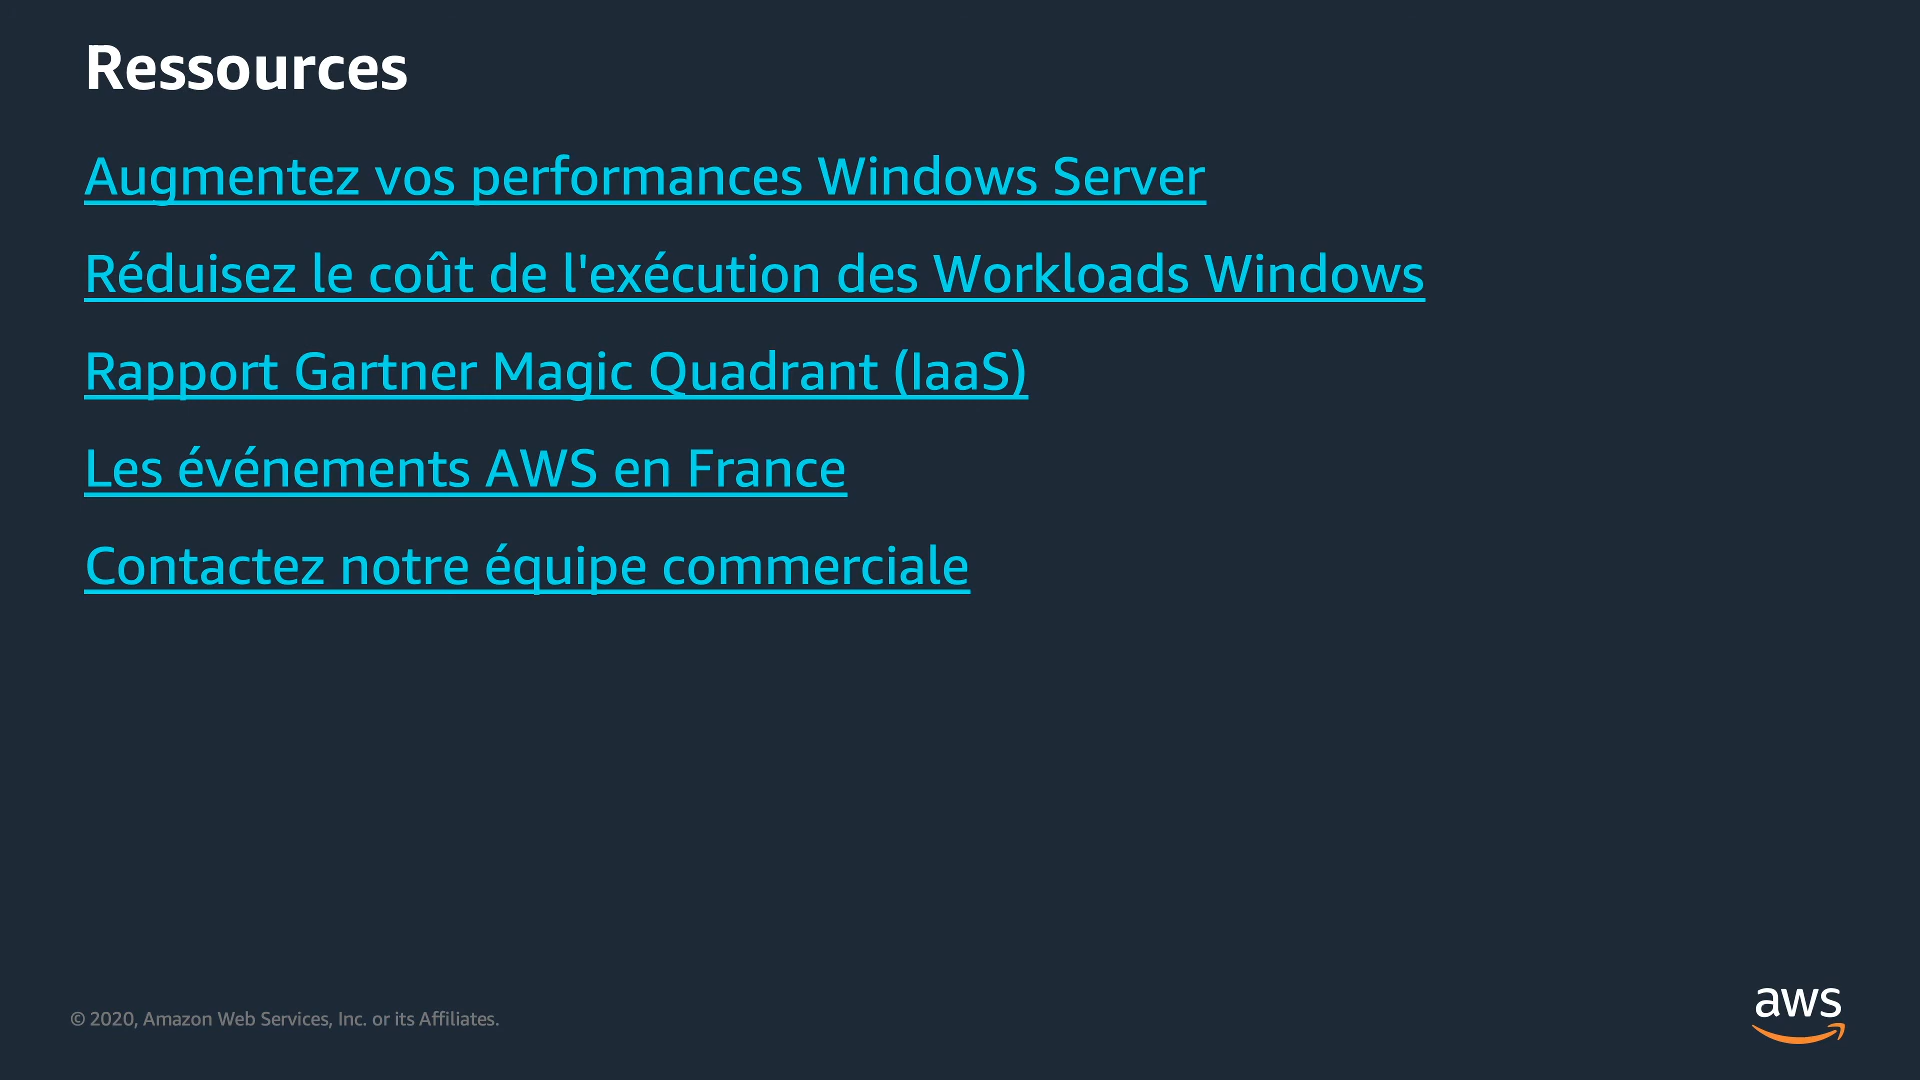 Ressources
Augmentez vos performances Windows Server
Réduisez le coût de l'exécution des Workloads Windows
Rapport Gartner Magic Quadrant (IaaS)
Les événements AWS en France
Contactez notre équipe commerciale
© 2020, Amazon Web Services, Inc. or its Affiliates.
aws